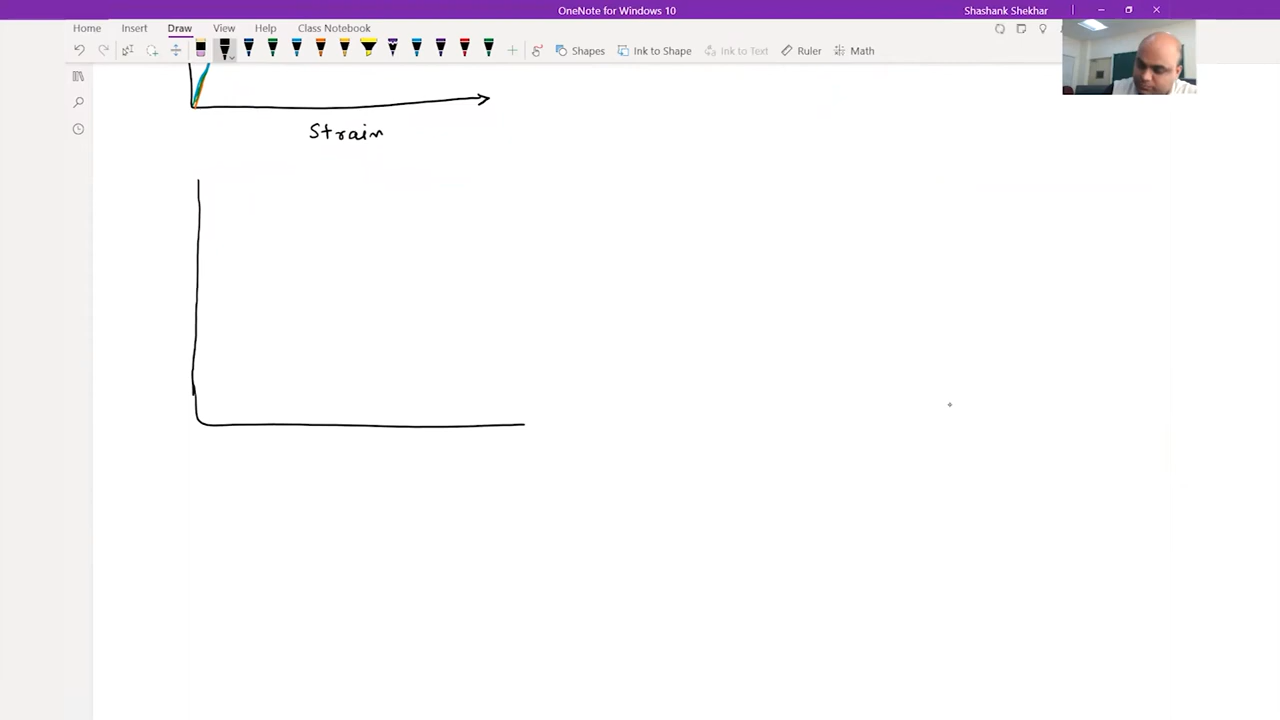 OneNote for Windows 10
Shashank Shekhar
Home Insert Draw View Help Class Notebook
Shapes Ink to Shape Ink to Text Ruler Math
Strain